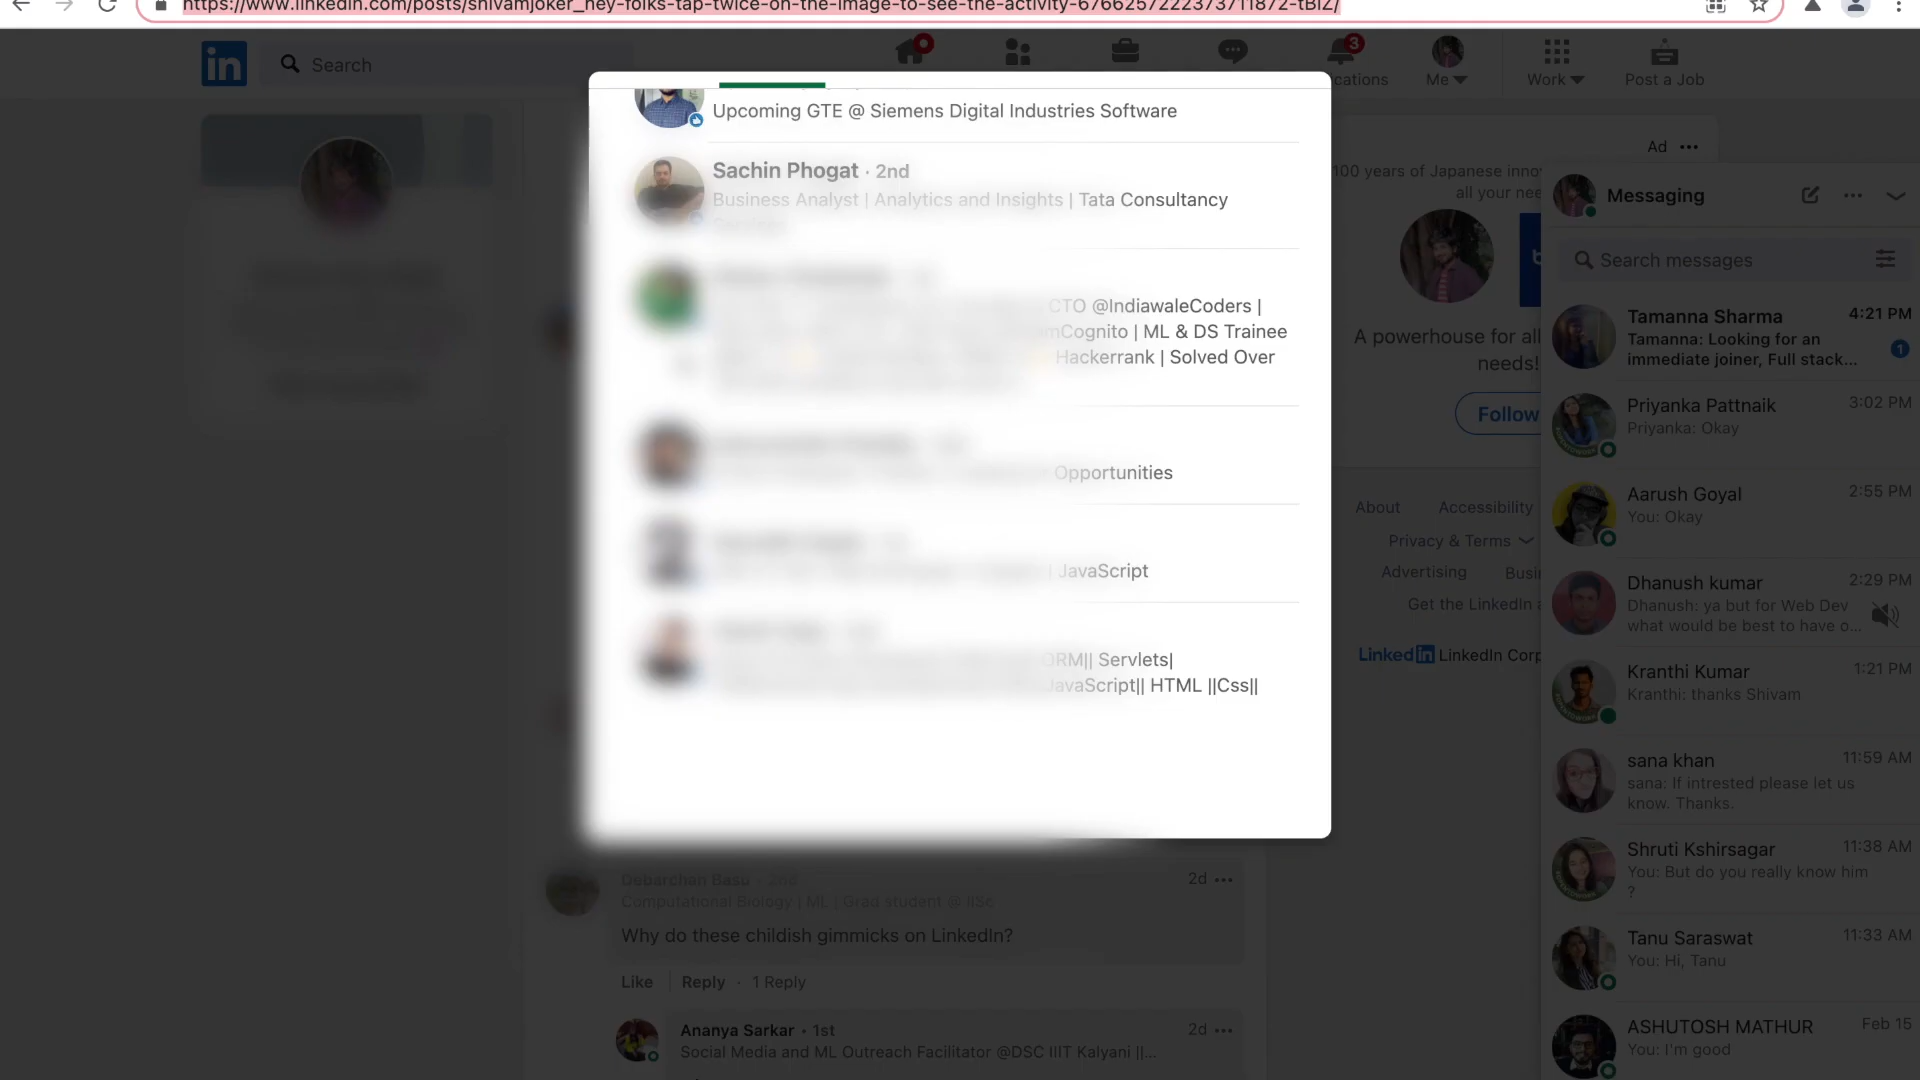 https://www.linkedin.com/posts/shivamjoker_hey-folks-tap-twice-on-the-image-to-see-the-activity-6766257222373711872-tBlZ/
in
Search
3
cations
Me
Work
Post a Job
Upcoming GTE @ Siemens Digital Industries Software
Sachin Phogat · 2nd
Business Analyst | Analytics and Insights | Tata Consultancy
Services
CTO @IndiawaleCoders |
mCognito | ML & DS Trainee
Hackerrank | Solved Over
Opportunities
| JavaScript
ORM|| Servlets|
JavaScript|| HTML ||Css||
Debarchan Basu · 2nd
2d
Computational Biology | ML | Grad student @ IISc
Why do these childish gimmicks on LinkedIn?
Like
Reply · 1 Reply
Ananya Sarkar · 1st
2d
Social Media and ML Outreach Facilitator @DSC IIIT Kalyani ||...
Ad
100 years of Japanese inno
all your nee
A powerhouse for all
needs!
Follow
About
Accessibility
Privacy & Terms
Advertising
Busi
Get the LinkedIn a
Linkedin LinkedIn Corp
Messaging
Search messages
Tamanna Sharma
4:21 PM
Tamanna: Looking for an
immediate joiner, Full stack...
1
Priyanka Pattnaik
3:02 PM
Priyanka: Okay
Aarush Goyal
2:55 PM
You: Okay
Dhanush kumar
2:29 PM
Dhanush: ya but for Web Dev
what would be best to have o...
Kranthi Kumar
1:21 PM
Kranthi: thanks Shivam
sana khan
11:59 AM
sana: If intrested please let us
know. Thanks.
Shruti Kshirsagar
11:38 AM
You: But do you really know him
?
Tanu Saraswat
11:33 AM
You: Hi, Tanu
ASHUTOSH MATHUR
Feb 15
You: I'm good